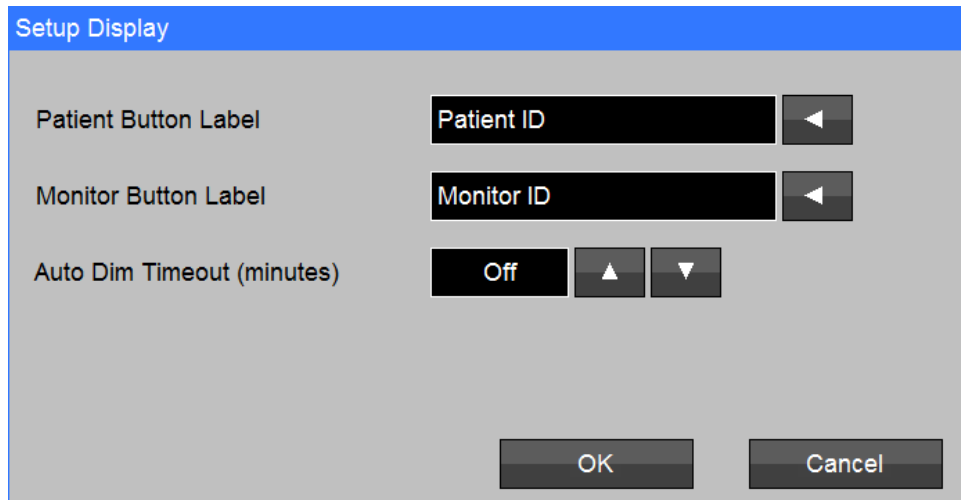 Setup Display
Patient Button Label Patient ID
Monitor Button Label Monitor ID
Auto Dim Timeout (minutes) Off
OK Cancel